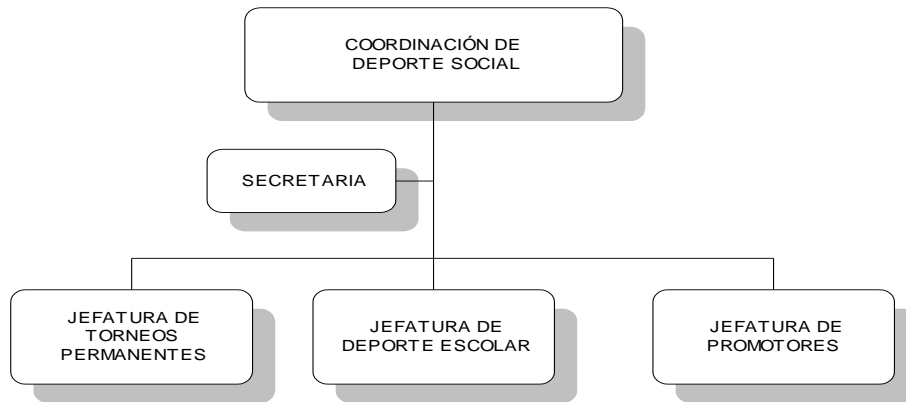 COORDINACIÓN DE
DEPORTE SOCIAL
SECRETARIA
JEFATURA DE
TORNEOS
PERMANENTES
JEFATURA DE
DEPORTE ESCOLAR
JEFATURA DE
PROMOTORES